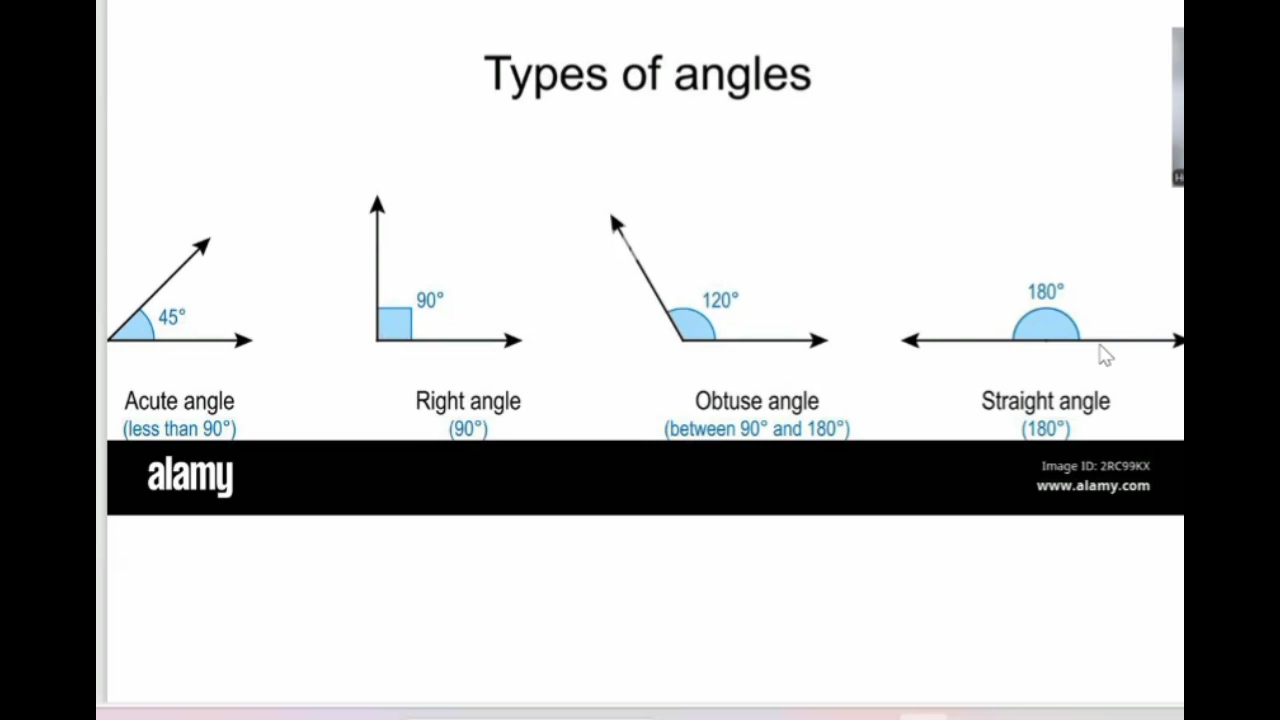 Types of angles
45°
90°
120°
180°
Acute angle
(less than 90°)
Right angle
(90°)
Obtuse angle
(between 90° and 180°)
Straight angle
(180°)
alamy
Image ID: 2RC99KX
www.alamy.com